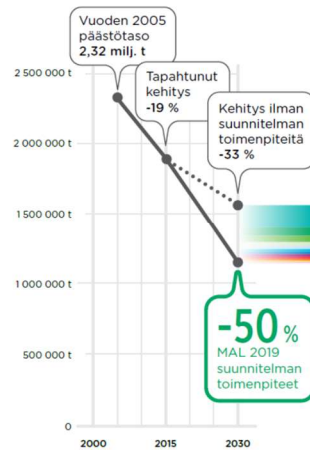 Vuoden 2005
päästötaso
2,32 milj. t
2 500 000 t
Tapahtunut
kehitys
-19 %
Kehitys ilman
suunnitelman
toimenpiteitä
-33 %
2 000 000 t
1 500 000 t
1 000 000 t
-50 %
MAL 2019
suunnitelman
toimenpiteet
500 000 t
0
2000
2015
2030